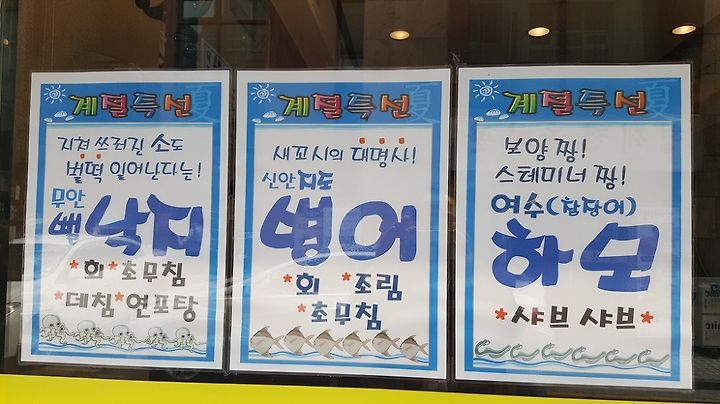 계절특선
지쳐 쓰러질 소도
벌떡 일어난다는!
무안
뻘낙지
*회 *초무침
*데침 *연포탕
계절특선
새꼬시의 대명사!
신안지도
병어
*회 *조림
*초무침
계절특선
보양 짱!
스테미너 짱!
여수(참장어)
하모
*샤브 샤브*